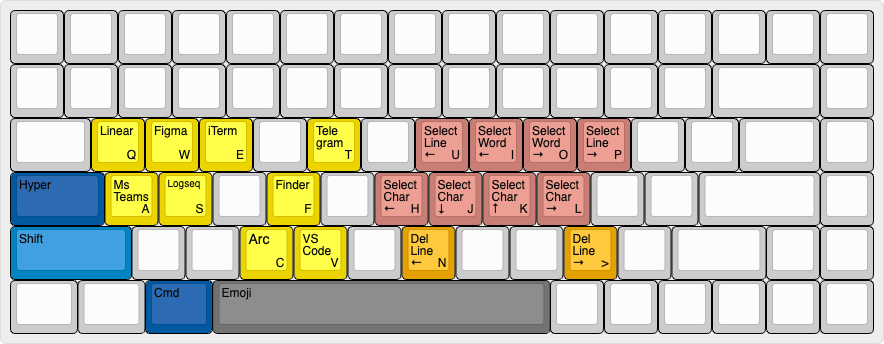 Linear
Q
Figma
W
iTerm
E
Tele
gram
T
Select
Line
← U
Select
Word
← I
Select
Word
→ O
Select
Line
→ P
Hyper
Ms
Teams
A
Logseq
S
Finder
F
Select
Char
← H
Select
Char
↓ J
Select
Char
↑ K
Select
Char
→ L
Shift
Arc
C
VS
Code
V
Del
Line
← N
Del
Line
→ >
Cmd
Emoji